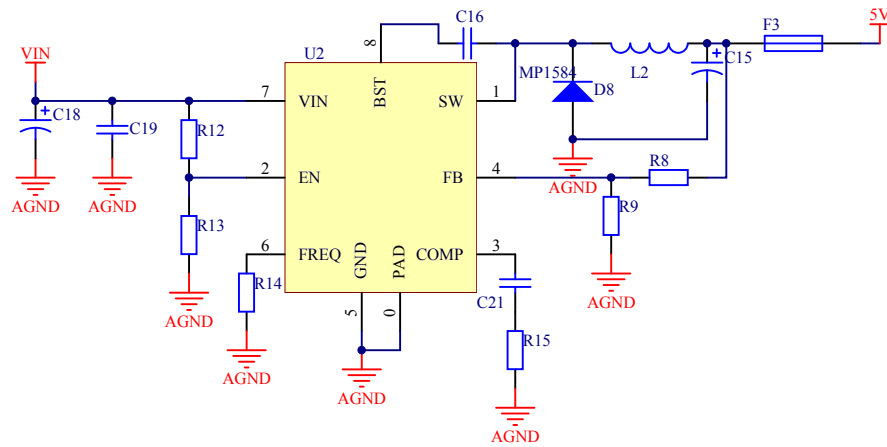 5V
C16
F3
8
U2
VIN
MP1584
L2
C15
BST
D8
7
VIN
SW
1
C18
C19
R12
AGND
R8
2
EN
FB
4
AGND
AGND
R9
R13
6
FREQ
GND
PAD
COMP
3
R14
C21
AGND
AGND
5
0
R15
AGND
AGND
AGND